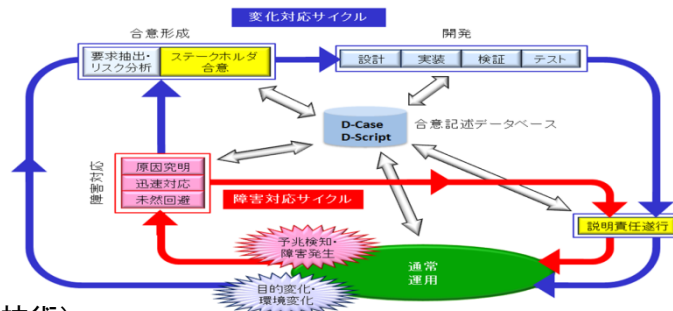 変化対応サイクル
合意形成
開発
要求抽出・
リスク分析
ステークホルダ
合意
設計
実装
検証
テスト
D-Case
D-Script
合意記述データベース
障害対応
原因究明
迅速対応
未然回避
障害対応サイクル
説明責任遂行
予兆検知・
障害発生
通常
運用
目的変化・
環境変化